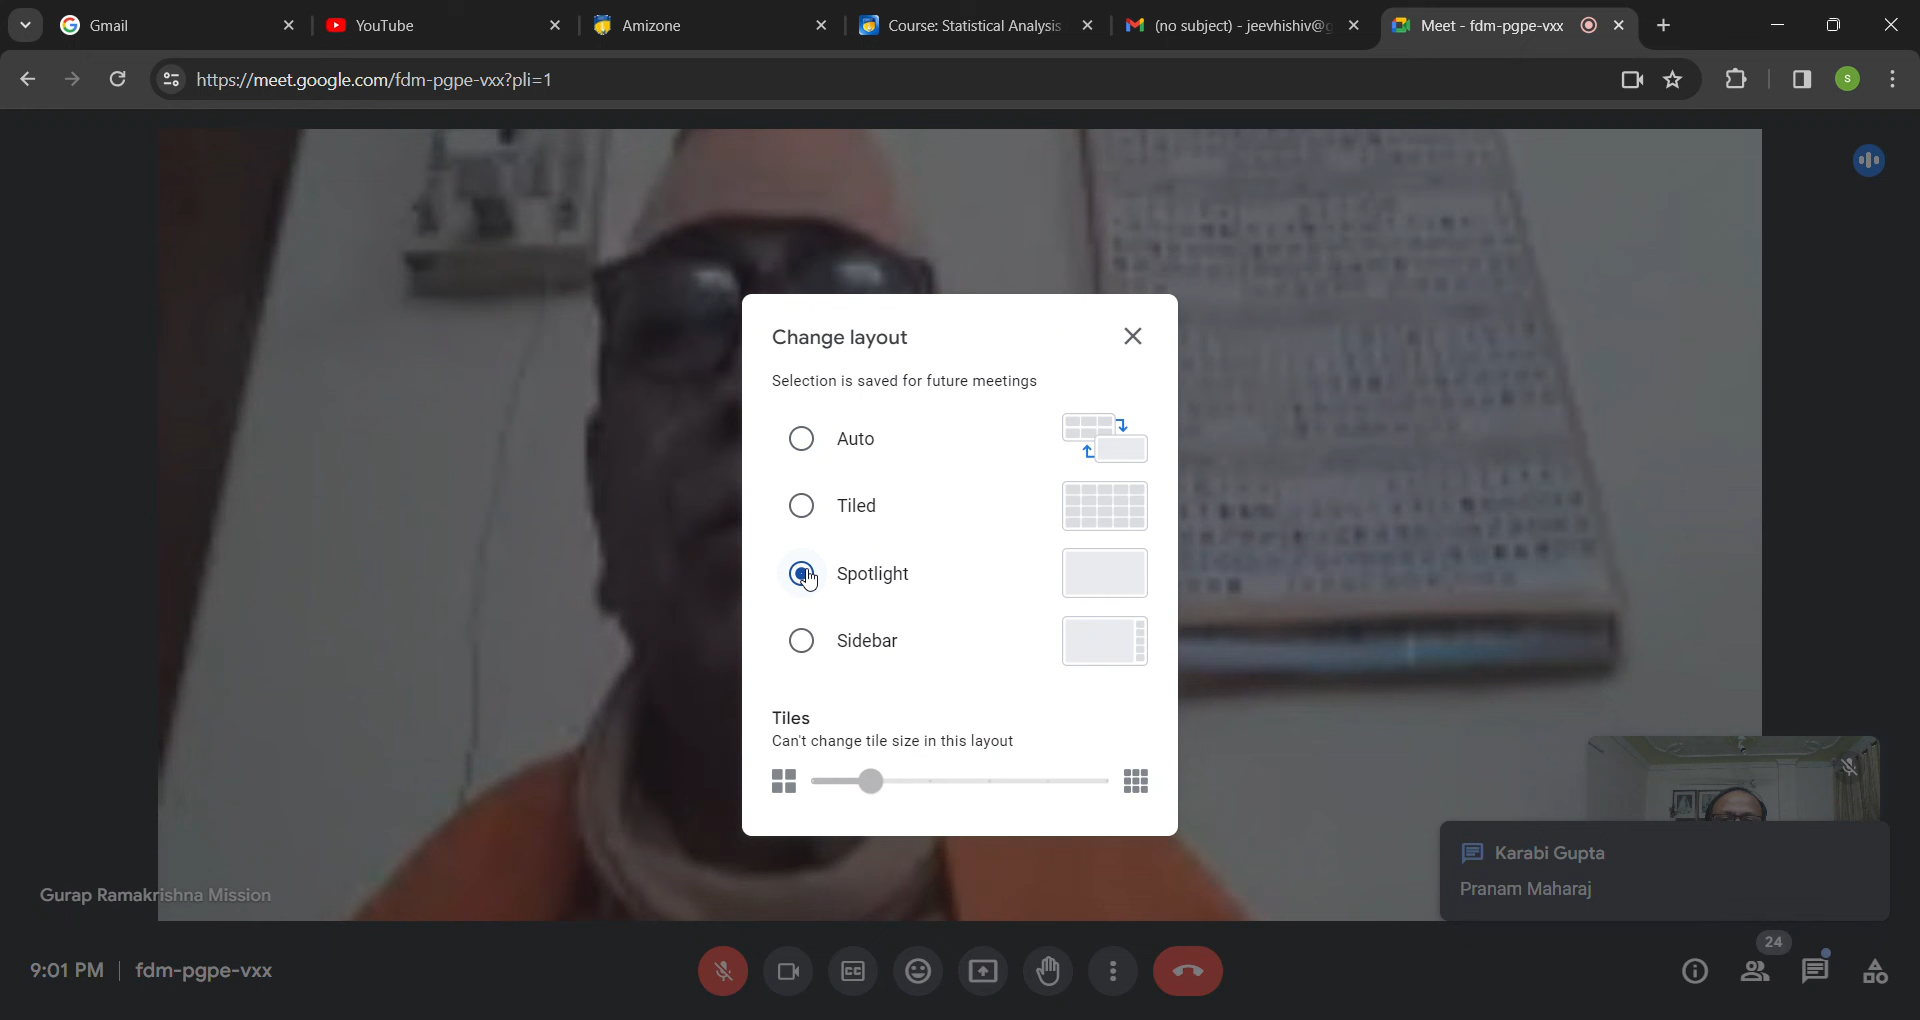 Gmail
YouTube
Amizone
Course: Statistical Analysis
(no subject) - jeevhishiv@g
Meet - fdm-pgpe-vxx
https://meet.google.com/fdm-pgpe-vxx?pli=1
S
Change layout
Selection is saved for future meetings
Auto
Tiled
Spotlight
Sidebar
Tiles
Can't change tile size in this layout
Karabi Gupta
Pranam Maharaj
Gurap Ramakrishna Mission
9:01 PM | fdm-pgpe-vxx
CC
24